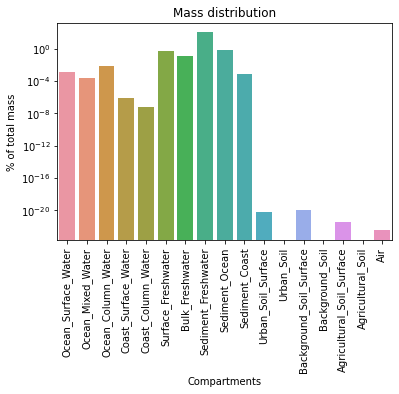 Mass distribution
% of total mass
10^0
10^-4
10^-8
10^-12
10^-16
10^-20
Ocean_Surface_Water
Ocean_Mixed_Water
Ocean_Column_Water
Coast_Surface_Water
Coast_Column_Water
Surface_Freshwater
Bulk_Freshwater
Sediment_Freshwater
Sediment_Ocean
Sediment_Coast
Urban_Soil_Surface
Urban_Soil
Background_Soil_Surface
Background_Soil
Agricultural_Soil_Surface
Agricultural_Soil
Air
Compartments